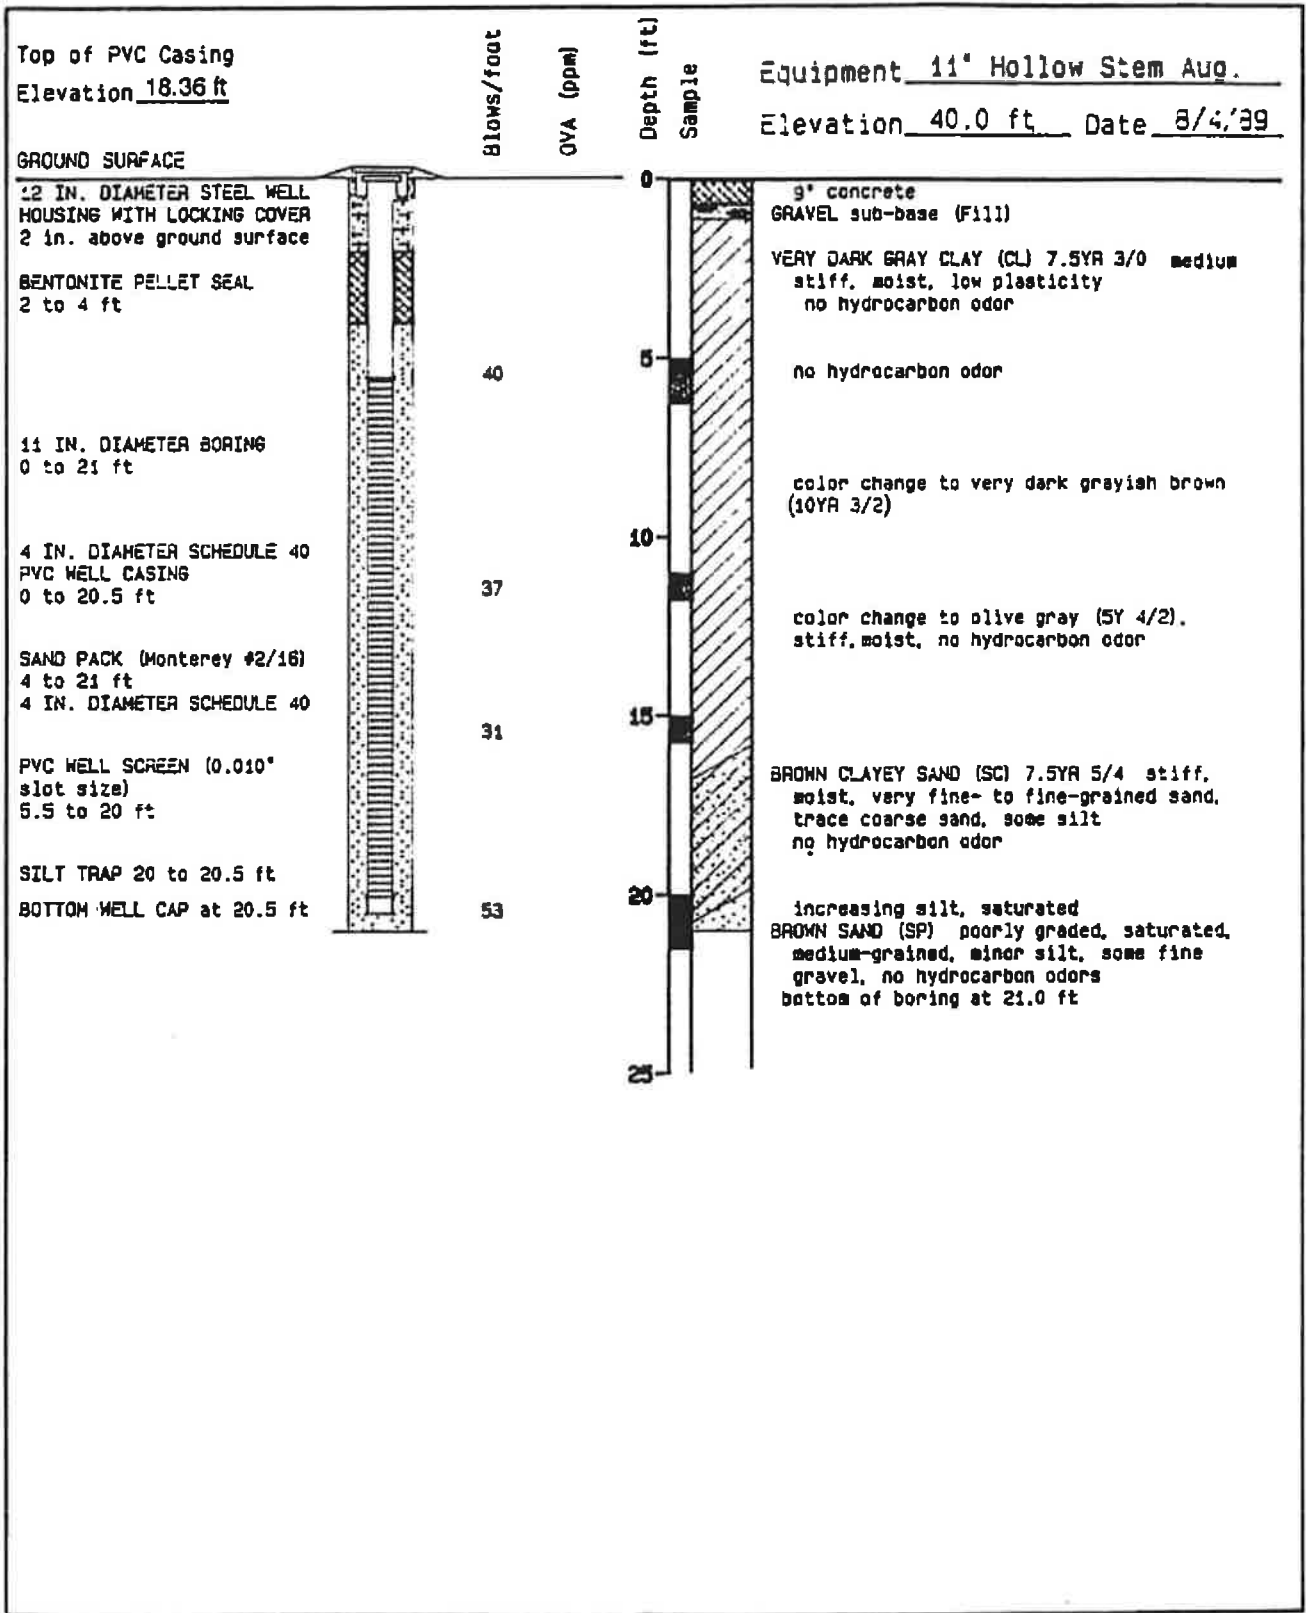 Top of PVC Casing
Elevation 18.36 ft
Blows/foot
OVA (ppm)
Depth (ft)
Sample
Equipment 11" Hollow Stem Aug.
Elevation 40.0 ft Date 8/4/89
GROUND SURFACE
12 IN. DIAMETER STEEL WELL
HOUSING WITH LOCKING COVER
2 in. above ground surface
BENTONITE PELLET SEAL
2 to 4 ft
11 IN. DIAMETER BORING
0 to 21 ft
4 IN. DIAMETER SCHEDULE 40
PVC WELL CASING
0 to 20.5 ft
SAND PACK (Monterey #2/16)
4 to 21 ft
4 IN. DIAMETER SCHEDULE 40
PVC WELL SCREEN (0.010"
slot size)
5.5 to 20 ft
SILT TRAP 20 to 20.5 ft
BOTTOM WELL CAP at 20.5 ft
40
37
31
53
0
5
10
15
20
25
9" concrete
GRAVEL sub-base (Fill)
VERY DARK GRAY CLAY (CL) 7.5YR 3/0 medium
stiff, moist, low plasticity
no hydrocarbon odor
no hydrocarbon odor
color change to very dark grayish brown
(10YR 3/2)
color change to olive gray (5Y 4/2),
stiff, moist, no hydrocarbon odor
BROWN CLAYEY SAND (SC) 7.5YR 5/4 stiff,
moist, very fine- to fine-grained sand,
trace coarse sand, some silt
no hydrocarbon odor
increasing silt, saturated
BROWN SAND (SP) poorly graded, saturated,
medium-grained, minor silt, some fine
gravel, no hydrocarbon odors
bottom of boring at 21.0 ft